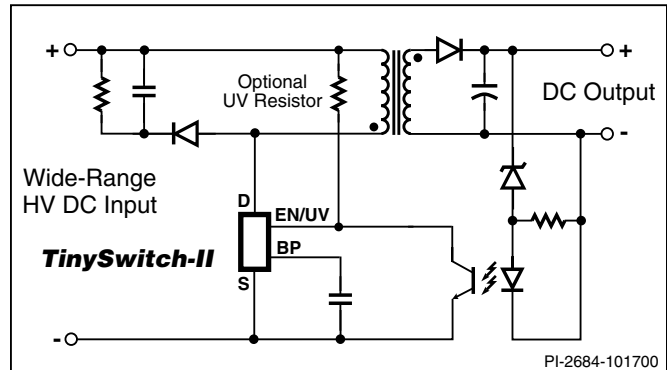 +
+
Optional
UV Resistor
DC Output
-
Wide-Range
HV DC Input
D
EN/UV
BP
TinySwitch-II
S
-
PI-2684-101700